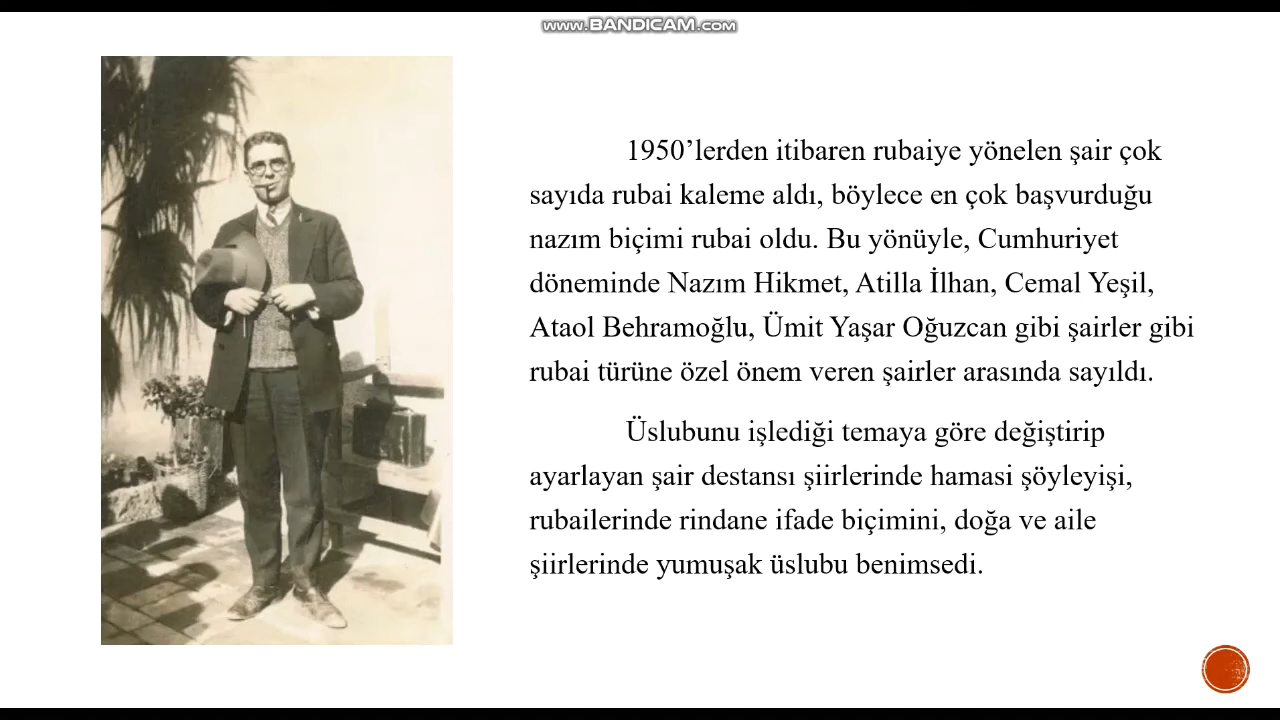 www.BANDICAM.com
1950’lerden itibaren rubaiye yönelen şair çok
sayıda rubai kaleme aldı, böylece en çok başvurduğu
nazım biçimi rubai oldu. Bu yönüyle, Cumhuriyet
döneminde Nazım Hikmet, Atilla İlhan, Cemal Yeşil,
Ataol Behramoğlu, Ümit Yaşar Oğuzcan gibi şairler gibi
rubai türüne özel önem veren şairler arasında sayıldı.
Üslubunu işlediği temaya göre değiştirip
ayarlayan şair destansı şiirlerinde hamasi şöyleyişi,
rubailerinde rindane ifade biçimini, doğa ve aile
şiirlerinde yumuşak üslubu benimsedi.